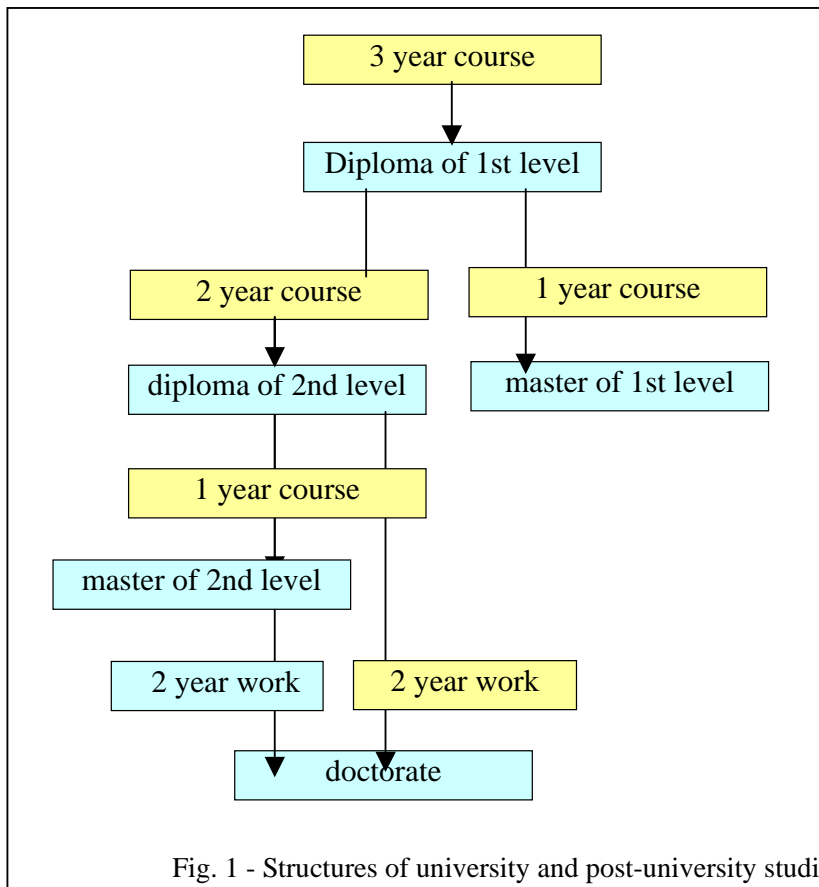 3 year course
Diploma of 1st level
2 year course
1 year course
diploma of 2nd level
master of 1st level
1 year course
master of 2nd level
2 year work
2 year work
doctorate
Fig. 1 - Structures of university and post-university studi